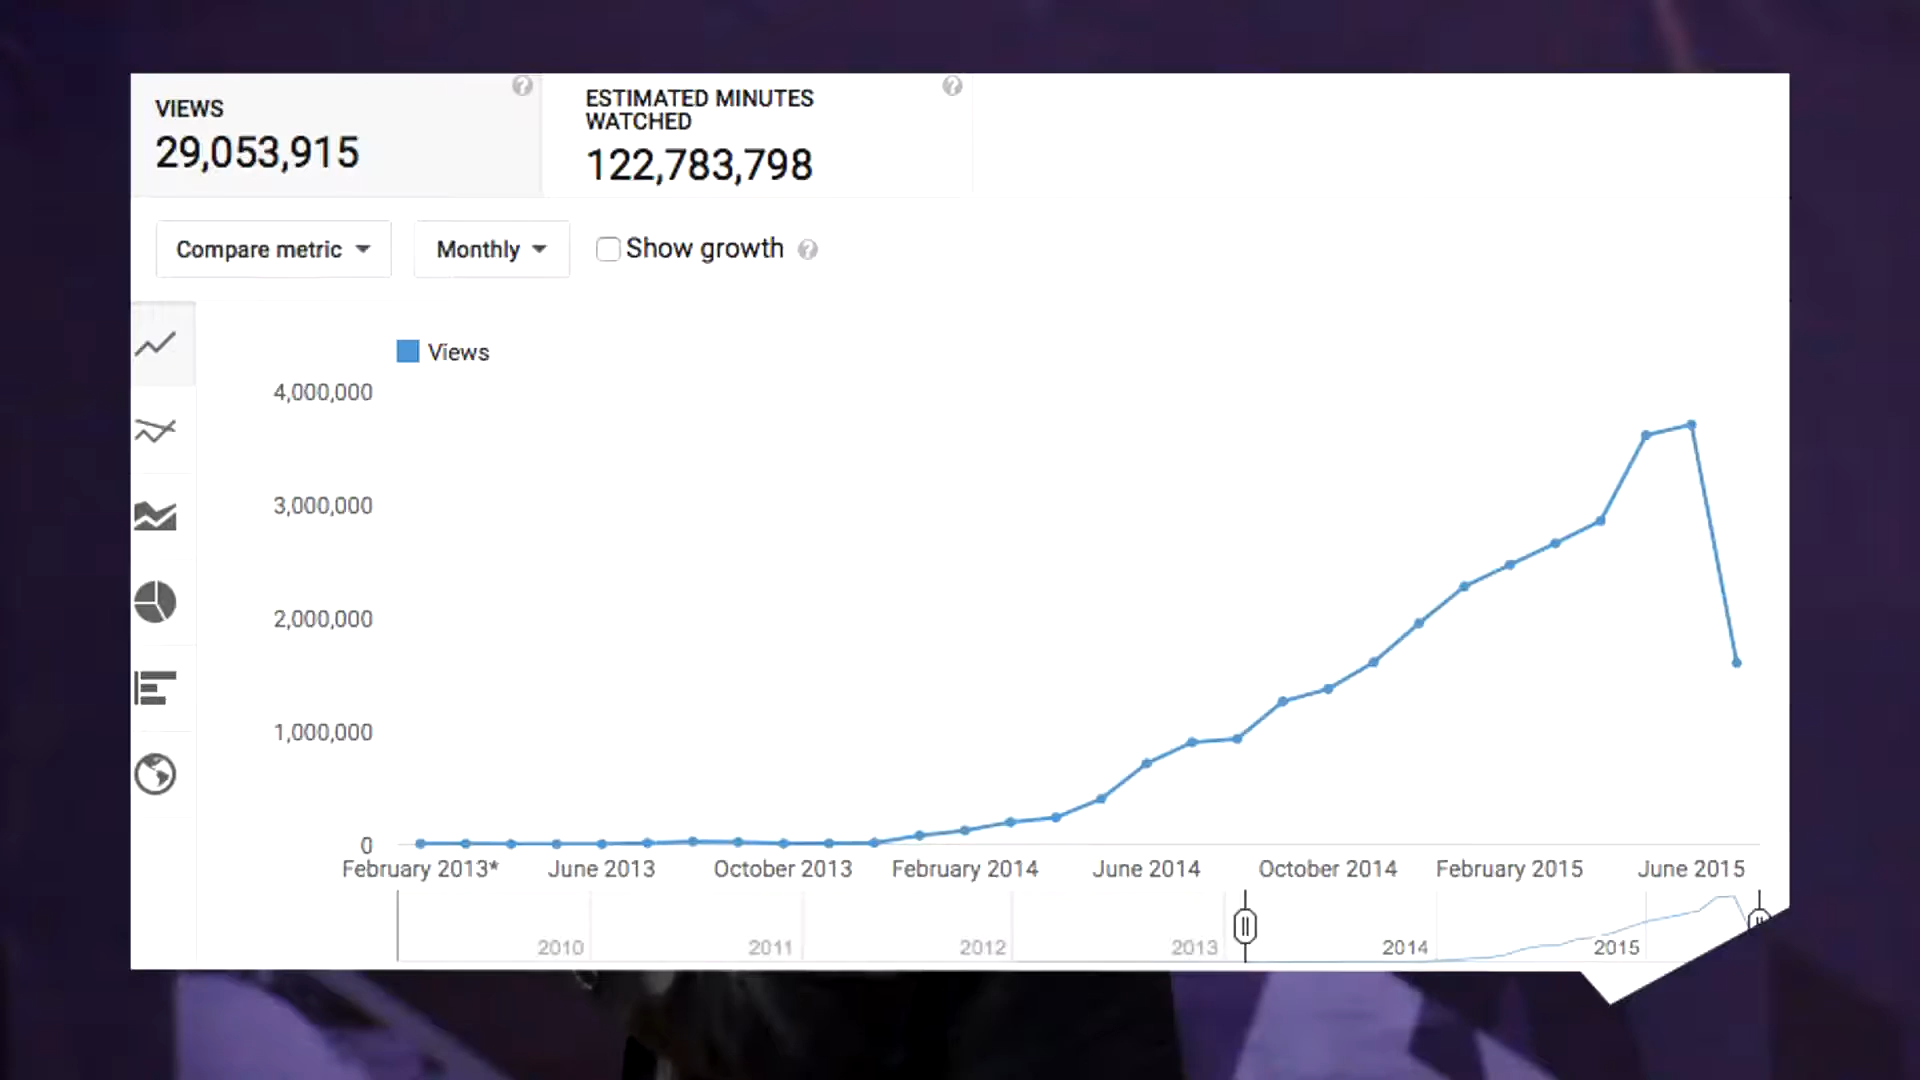 VIEWS
29,053,915
ESTIMATED MINUTES
WATCHED
122,783,798
Compare metric
Monthly
Show growth
Views
4,000,000
3,000,000
2,000,000
1,000,000
0
February 2013* June 2013 October 2013 February 2014 June 2014 October 2014 February 2015 June 2015
2010 2011 2012 2013 2014 2015